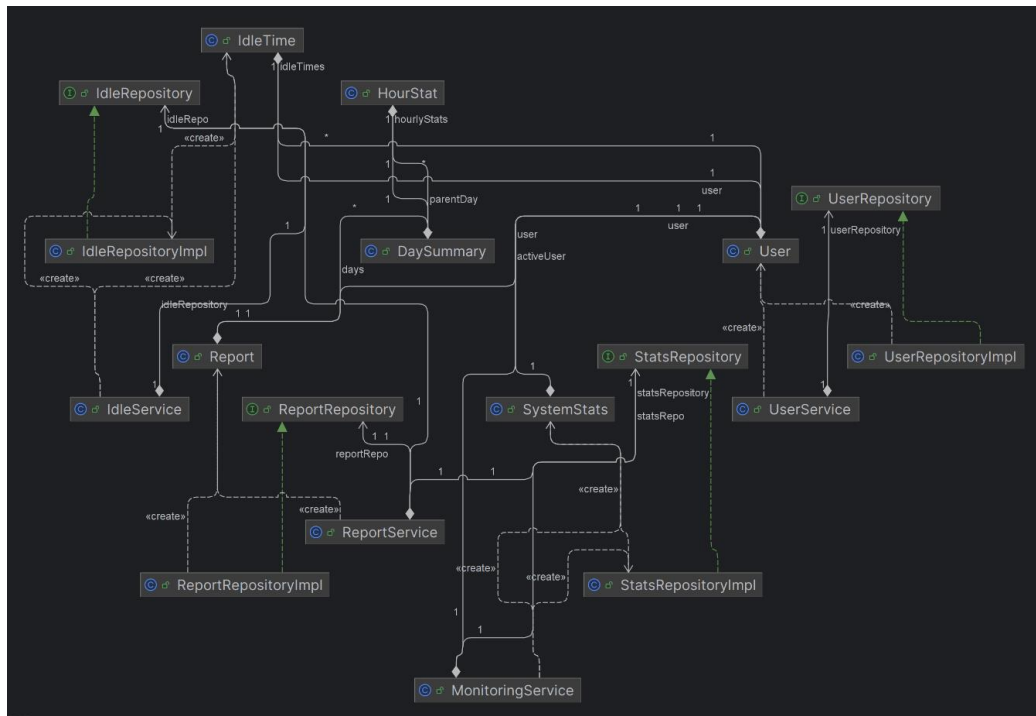 IdleTime
1 idleTimes
IdleRepository
HourStat
idleRepo
1
1 hourlyStats
«create»
*
1
1
*
1
UserRepository
1
parentDay
user
*
1
1 1 1
user
1 userRepository
IdleRepositoryImpl
DaySummary
user
User
activeUser
«create»
«create»
days
idleRepository
«create»
«create»
1 1
Report
StatsRepository
UserRepositoryImpl
1
1
statsRepository
1
1
IdleService
ReportRepository
SystemStats
UserService
1
statsRepo
1 1
reportRepo
1
1
«create»
«create»
«create»
ReportService
«create»
«create»
ReportRepositoryImpl
StatsRepositoryImpl
1
1
MonitoringService